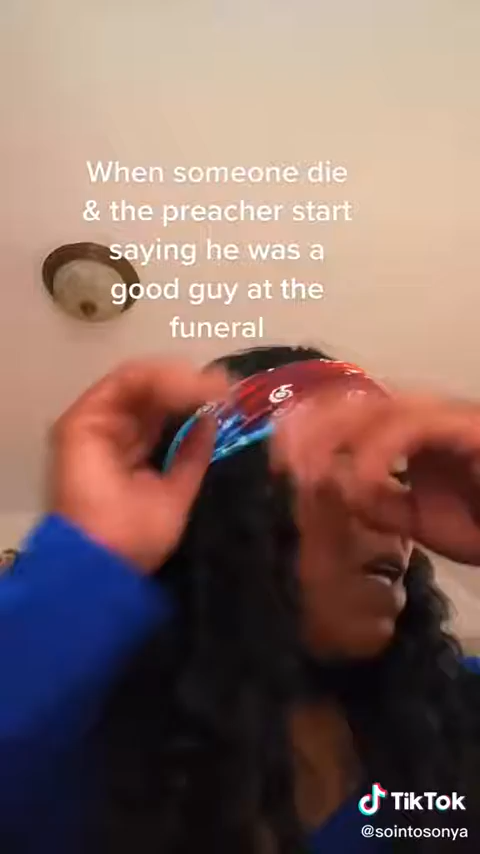 When someone die
& the preacher start
saying he was a
good guy at the
funeral
TikTok
@sointosonya